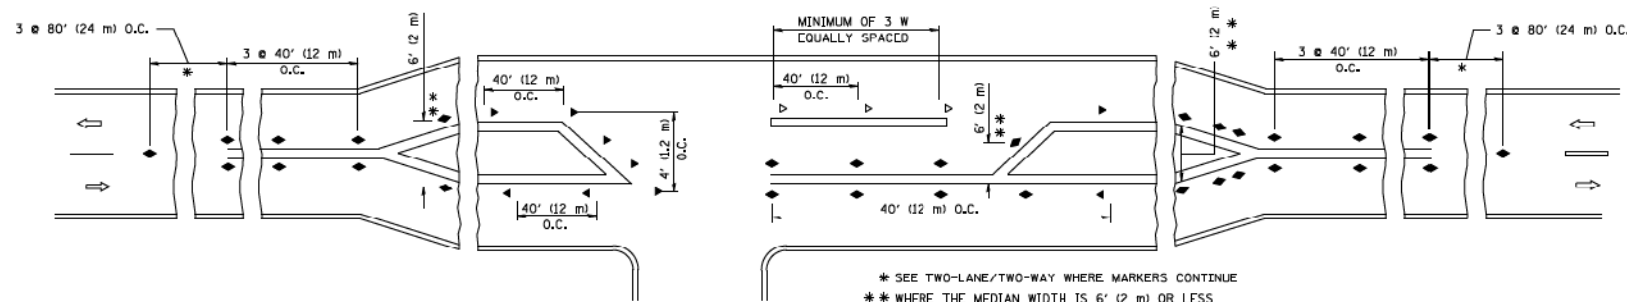 3 @ 80' (24 m) O.C.
*
3 @ 40' (12 m)
O.C.
6' (2 m)
**
40' (12 m)
O.C.
40' (12 m)
O.C.
4' (1.2 m)
O.C.
MINIMUM OF 3 W
EQUALLY SPACED
40' (12 m)
O.C.
6' (2 m)
**
40' (12 m) O.C.
6' (2 m)
**
3 @ 40' (12 m)
O.C.
3 @ 80' (24 m) O.C.
*
* SEE TWO-LANE/TWO-WAY WHERE MARKERS CONTINUE
** WHERE THE MEDIAN WIDTH IS 6' (2 m) OR LESS